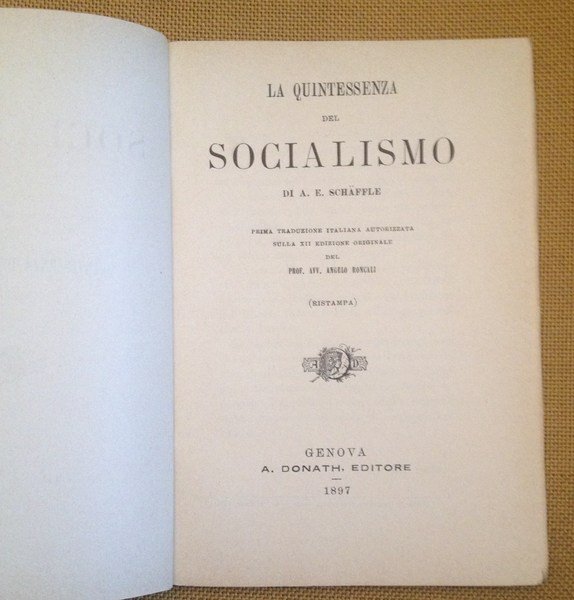 LA QUINTESSENZA
DEL
SOCIALISMO
DI A. E. SCHÄFFLE
PRIMA TRADUZIONE ITALIANA AUTORIZZATA
SULLA XII EDIZIONE ORIGINALE
DEL
PROF. AVV. ANGELO RONCALI
(RISTAMPA)
GENOVA
A. DONATH, EDITORE
1897